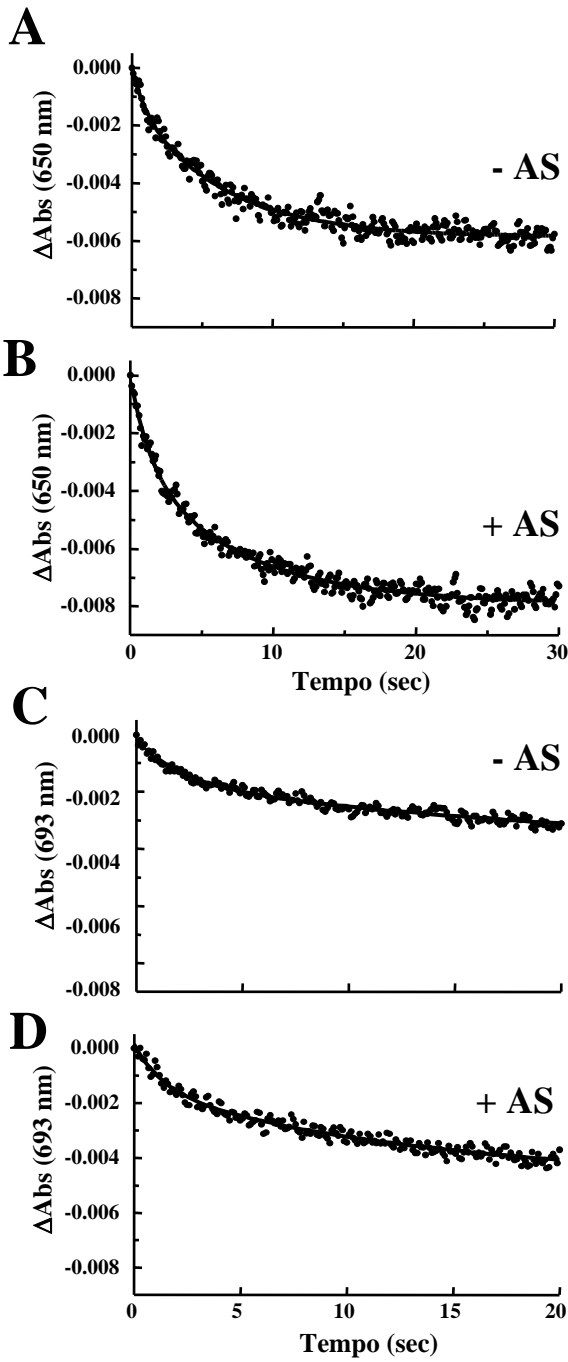 A
0.000
-0.002
-0.004
-0.006
-0.008
ΔAbs (650 nm)
- AS
B
0.000
-0.002
-0.004
-0.006
-0.008
ΔAbs (650 nm)
+ AS
0 10 20 30
Tempo (sec)
C
0.000
-0.002
-0.004
-0.006
-0.008
ΔAbs (693 nm)
- AS
D
0.000
-0.002
-0.004
-0.006
-0.008
ΔAbs (693 nm)
+ AS
0 5 10 15 20
Tempo (sec)